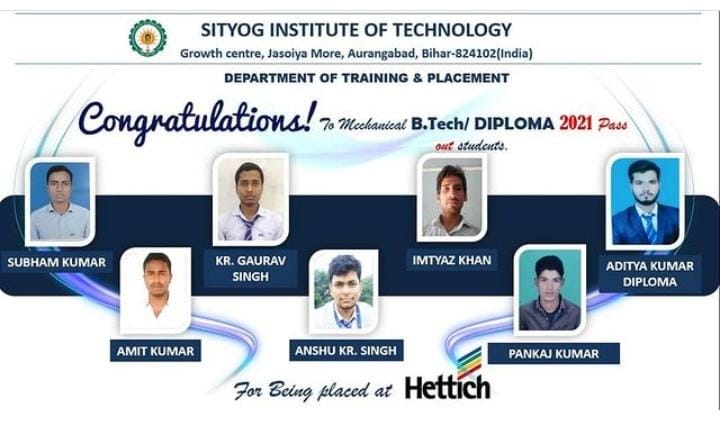 SITYOG INSTITUTE OF TECHNOLOGY
Growth centre, Jasoiya More, Aurangabad, Bihar-824102(India)
DEPARTMENT OF TRAINING & PLACEMENT
Congratulations! To Mechanical B.Tech/ DIPLOMA 2021 Pass
out students.
SUBHAM KUMAR
KR. GAURAV
SINGH
IMTYAZ KHAN
ADITYA KUMAR
DIPLOMA
AMIT KUMAR
ANSHU KR. SINGH
PANKAJ KUMAR
For Being placed at Hettich